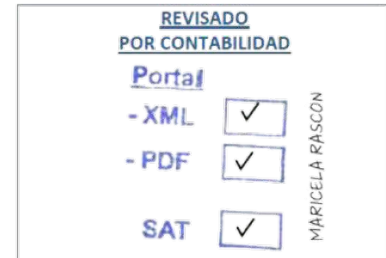 REVISADO
POR CONTABILIDAD
Portal
- XML ✓
- PDF ✓
SAT ✓
MARICELA RASCON